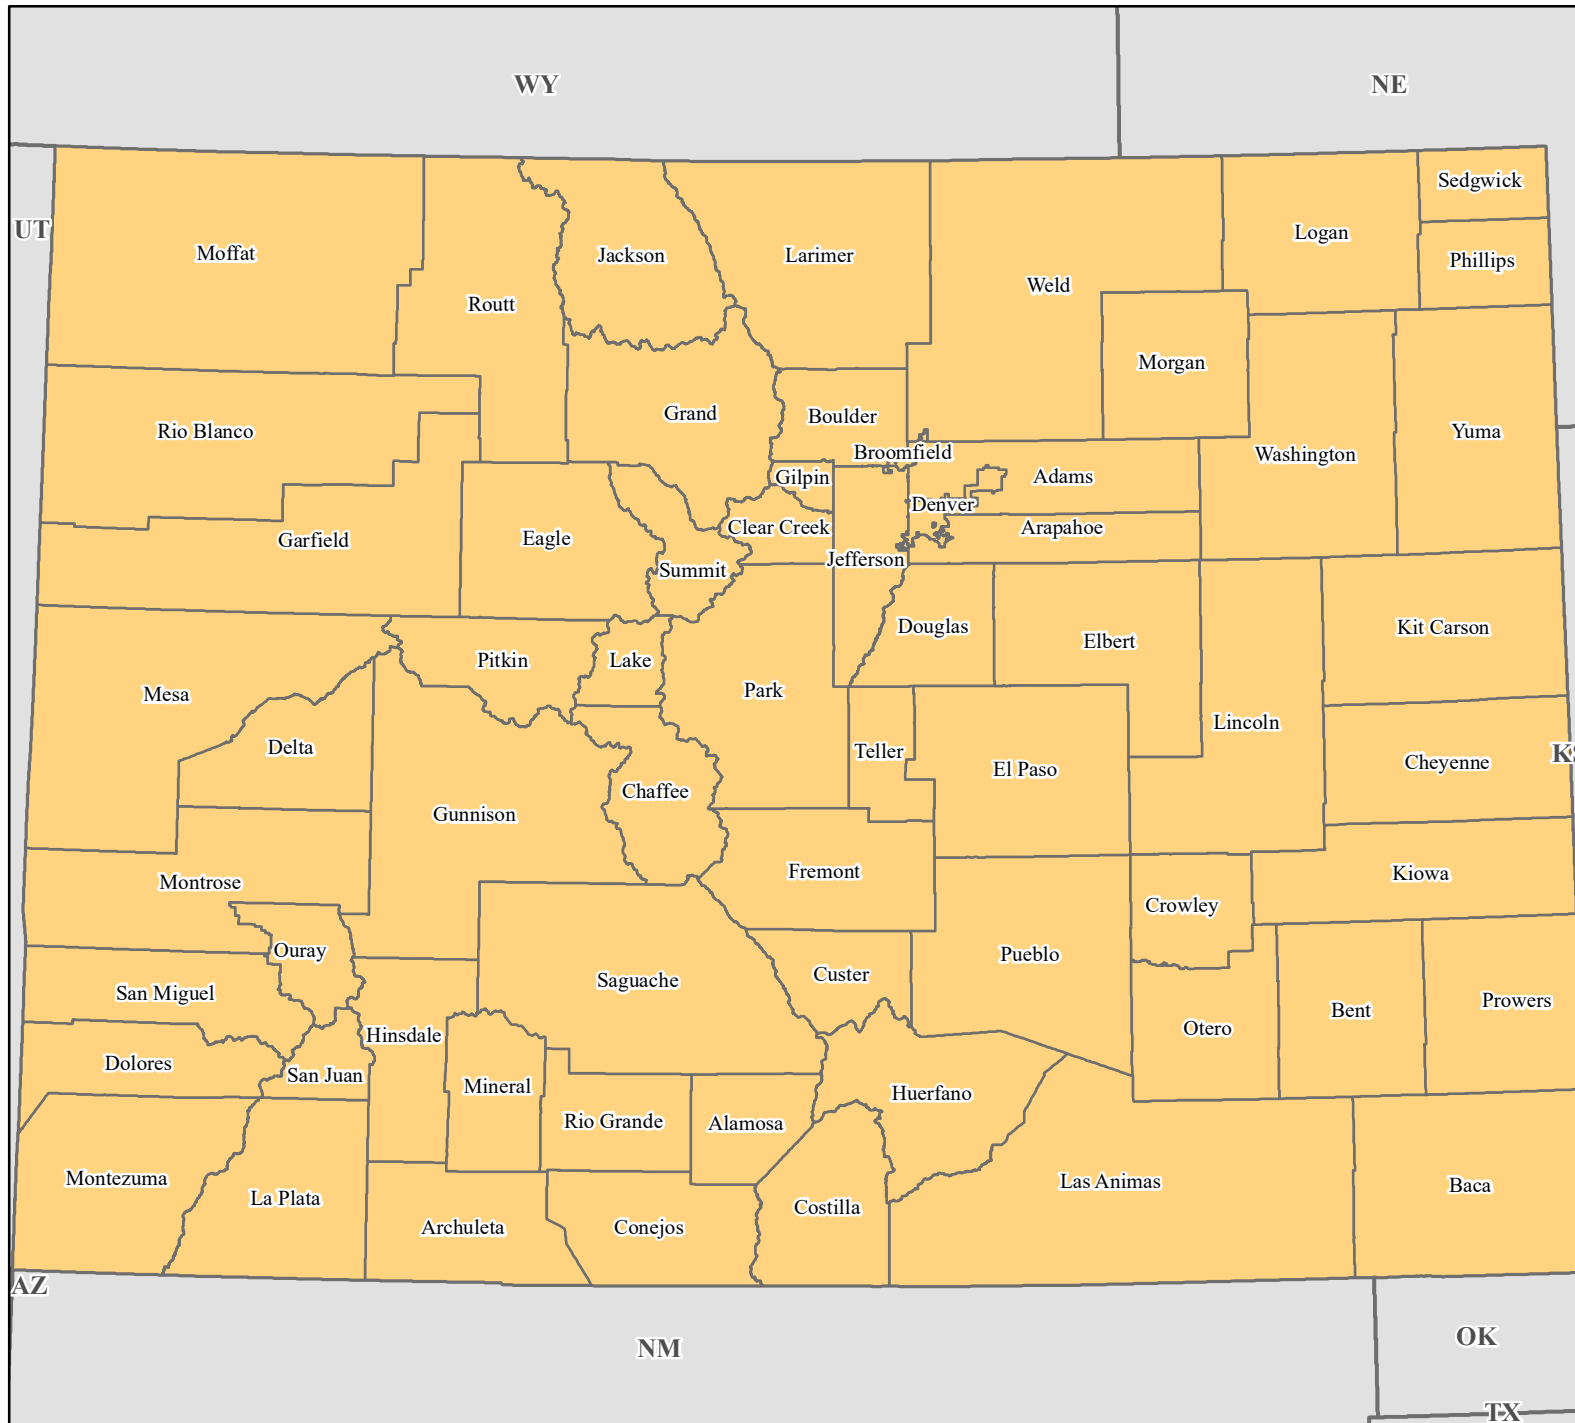 WY
NE
Sedgwick
UT
Logan
Moffat
Jackson
Larimer
Phillips
Weld
Routt
Morgan
Grand
Boulder
Rio Blanco
Yuma
Broomfield
Washington
Gilpin
Adams
Denver
Clear Creek
Arapahoe
Eagle
Garfield
Jefferson
Summit
Douglas
Kit Carson
Elbert
Pitkin
Lake
Park
Mesa
Lincoln
Delta
Teller
KS
Cheyenne
El Paso
Chaffee
Gunnison
Fremont
Kiowa
Montrose
Crowley
Ouray
Pueblo
Custer
Saguache
San Miguel
Prowers
Bent
Otero
Hinsdale
Dolores
San Juan
Mineral
Huerfano
Rio Grande
Alamosa
Montezuma
Las Animas
Baca
La Plata
Costilla
Archuleta
Conejos
AZ
OK
NM
TX